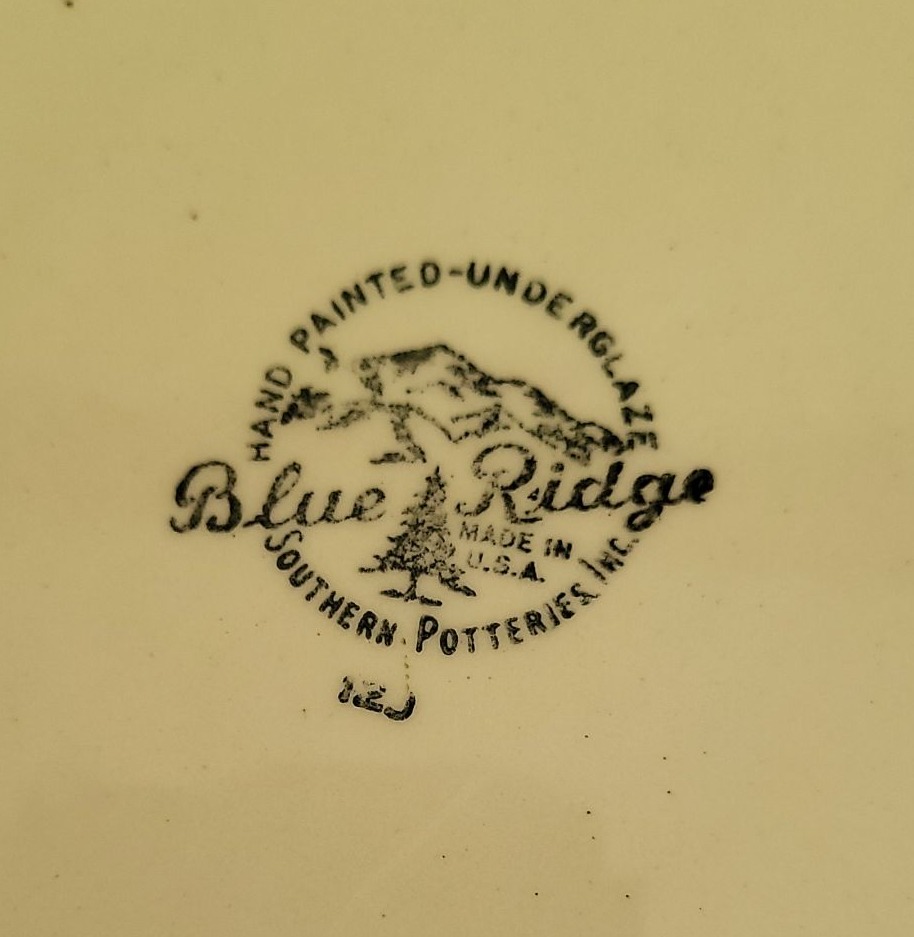 HAND PAINTED-UNDERGLAZE
Blue Ridge
MADE IN
U.S.A.
SOUTHERN POTTERIES, INC.